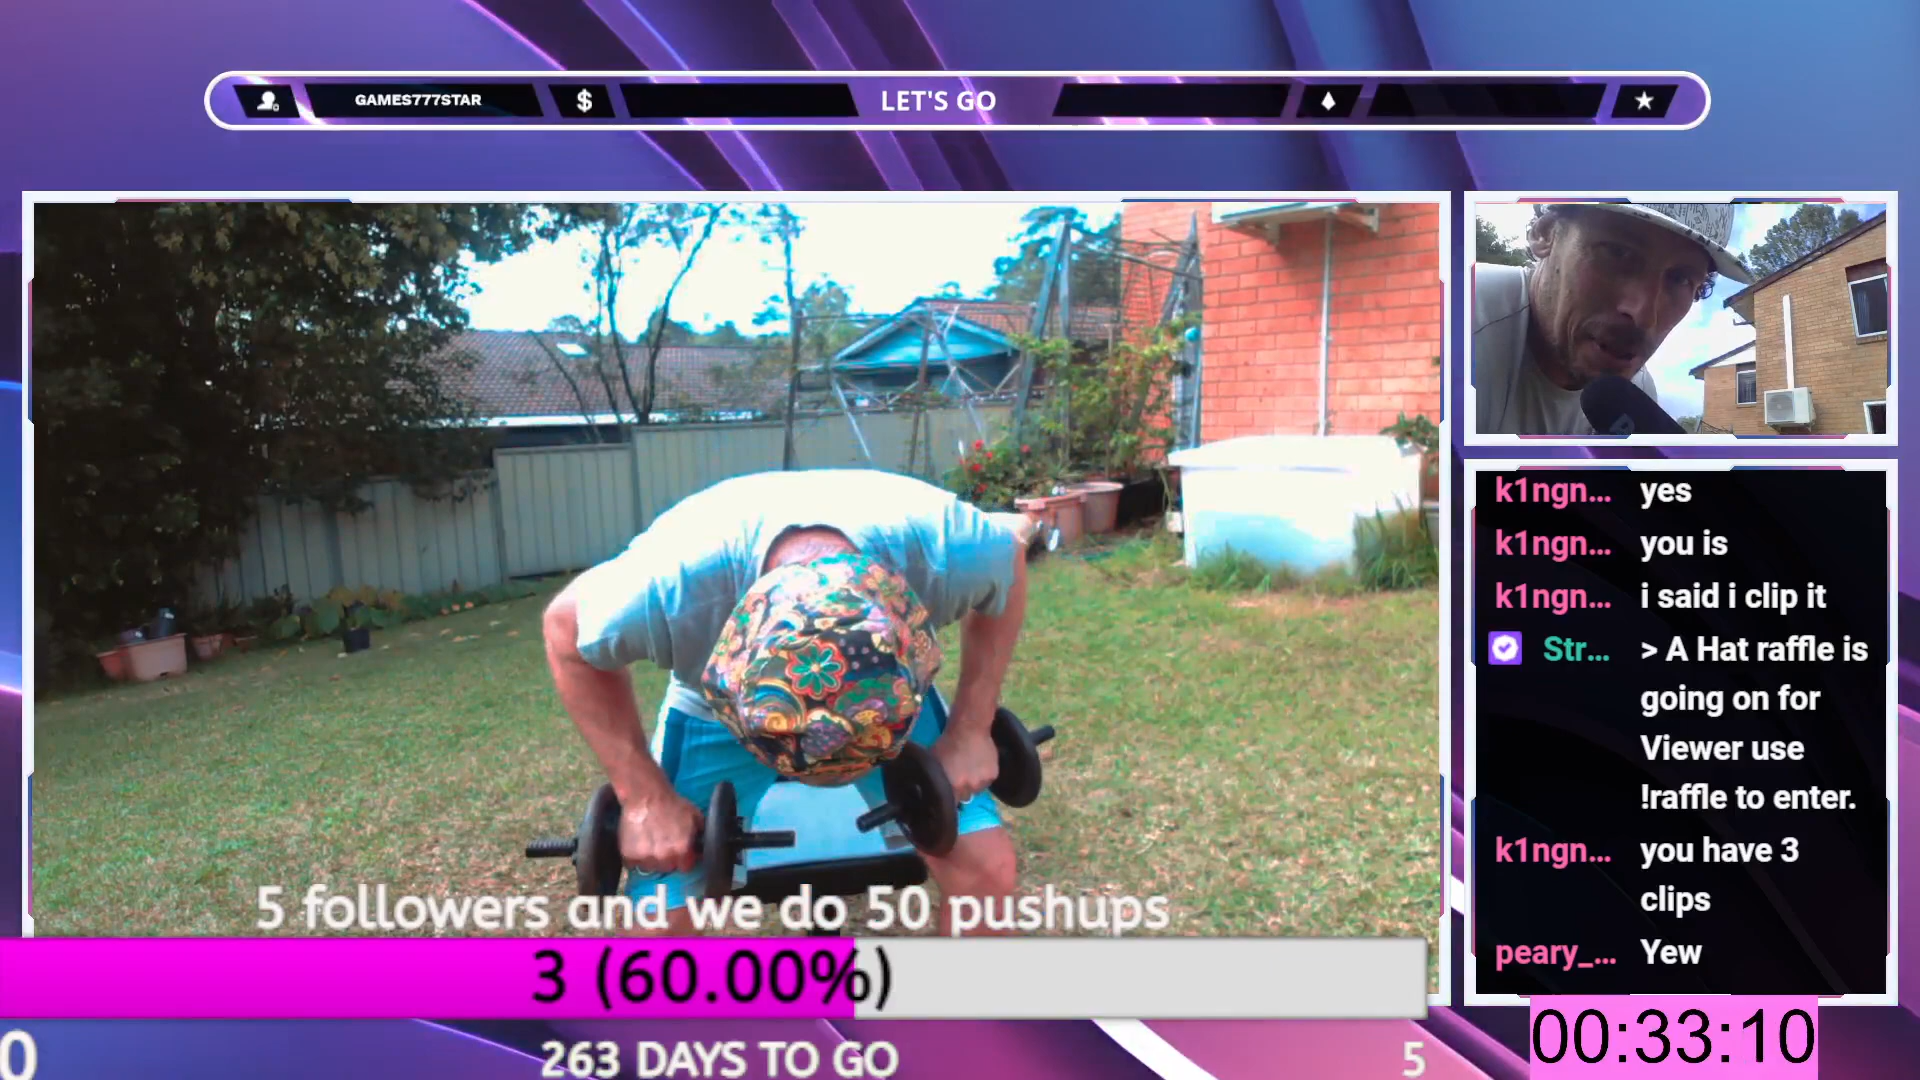 GAMES777STAR $ LET'S GO
k1ngn... yes
k1ngn... you is
k1ngn... i said i clip it
Str... > A Hat raffle is
going on for
Viewer use
!raffle to enter.
k1ngn... you have 3
clips
peary_... Yew
5 followers and we do 50 pushups
3 (60.00%)
0 263 DAYS TO GO 5
00:33:10